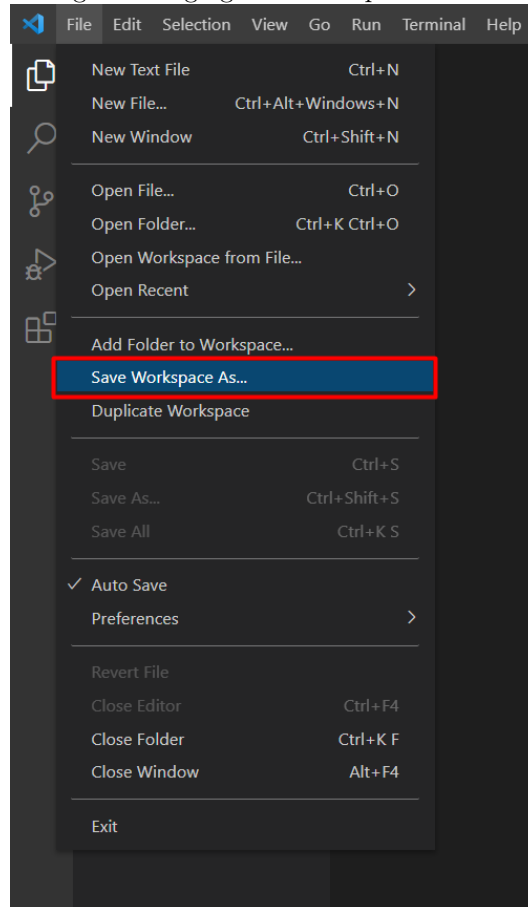 File Edit Selection View Go Run Terminal Help
New Text File Ctrl+N
New File... Ctrl+Alt+Windows+N
New Window Ctrl+Shift+N
Open File... Ctrl+O
Open Folder... Ctrl+K Ctrl+O
Open Workspace from File...
Open Recent
Add Folder to Workspace...
Save Workspace As...
Duplicate Workspace
Save Ctrl+S
Save As... Ctrl+Shift+S
Save All Ctrl+K S
Auto Save
Preferences
Revert File
Close Editor Ctrl+F4
Close Folder Ctrl+K F
Close Window Alt+F4
Exit